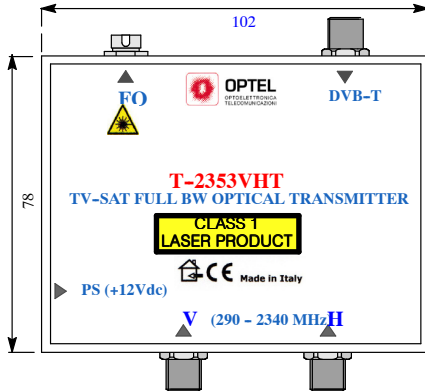 102
FO
OPTEL
OPTOELETTRONICA
TELECOMUNICAZIONI
DVB-T
78
T-2353VHT
TV-SAT FULL BW OPTICAL TRANSMITTER
CLASS 1
LASER PRODUCT
CE Made in Italy
PS (+12Vdc)
V (290 - 2340 MHz H